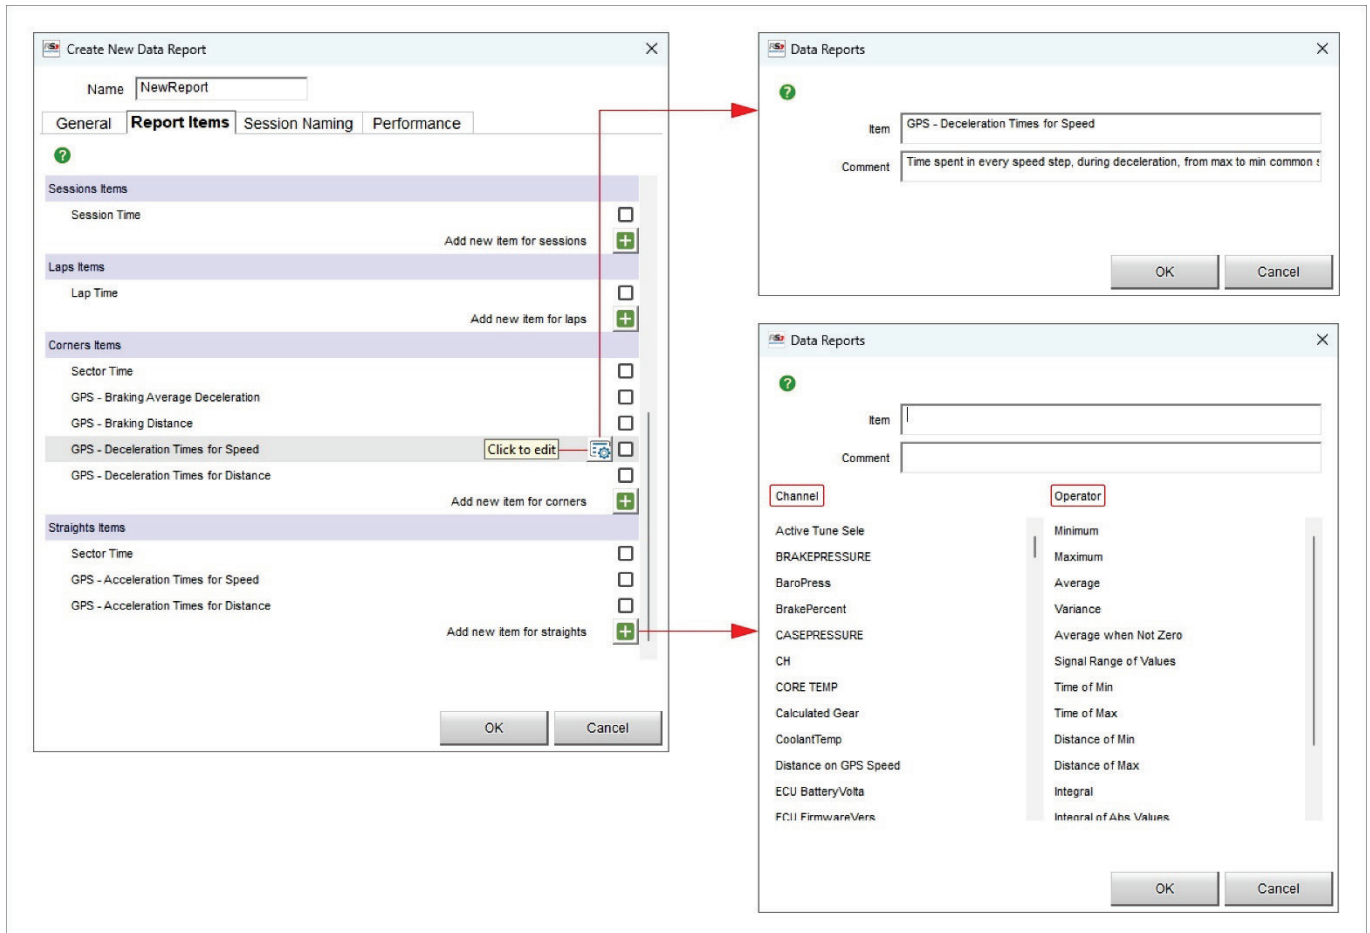 Create New Data Report
Name NewReport
General Report Items Session Naming Performance
Sessions Items
Session Time
Add new item for sessions
Laps Items
Lap Time
Add new item for laps
Corners Items
Sector Time
GPS - Braking Average Deceleration
GPS - Braking Distance
GPS - Deceleration Times for Speed Click to edit
GPS - Deceleration Times for Distance
Add new item for corners
Straights Items
Sector Time
GPS - Acceleration Times for Speed
GPS - Acceleration Times for Distance
Add new item for straights
OK Cancel
Data Reports
Item GPS - Deceleration Times for Speed
Comment Time spent in every speed step, during deceleration, from max to min common
OK Cancel
Data Reports
Item
Comment
Channel Operator
Active Tune Sele Minimum
BRAKEPRESSURE Maximum
BaroPress Average
BrakePercent Variance
CASEPRESSURE Average when Not Zero
CH Signal Range of Values
CORE TEMP Time of Min
Calculated Gear Time of Max
CoolantTemp Distance of Min
Distance on GPS Speed Distance of Max
ECU BatteryVolta Integral
ECU FirmwareVers Integral of Abs Values
OK Cancel